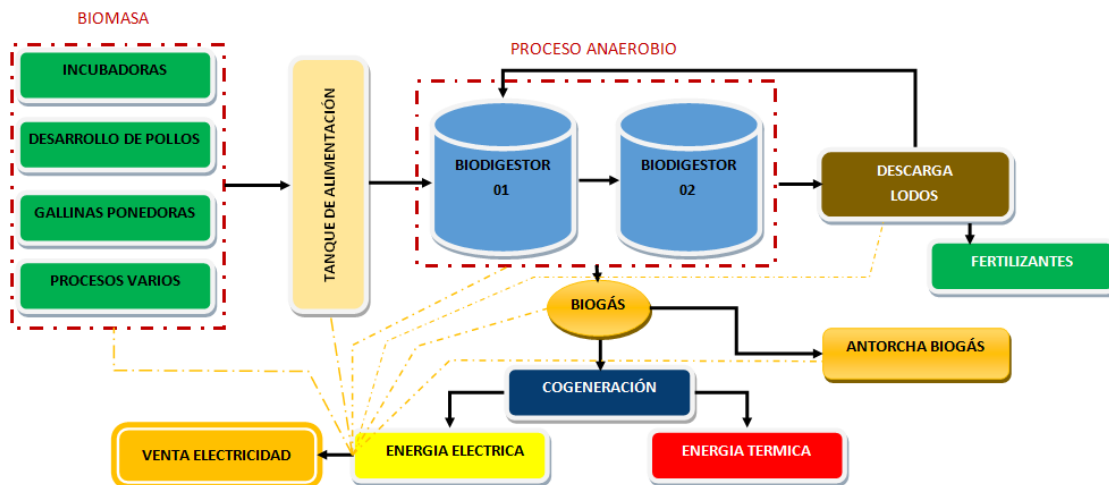 BIOMASA
INCUBADORAS
DESARROLLO DE POLLOS
GALLINAS PONEDORAS
PROCESOS VARIOS
TANQUE DE ALIMENTACIÓN
PROCESO ANAEROBIO
BIODIGESTOR
01
BIODIGESTOR
02
DESCARGA
LODOS
FERTILIZANTES
BIOGÁS
ANTORCHA BIOGÁS
COGENERACIÓN
VENTA ELECTRICIDAD
ENERGIA ELECTRICA
ENERGIA TERMICA